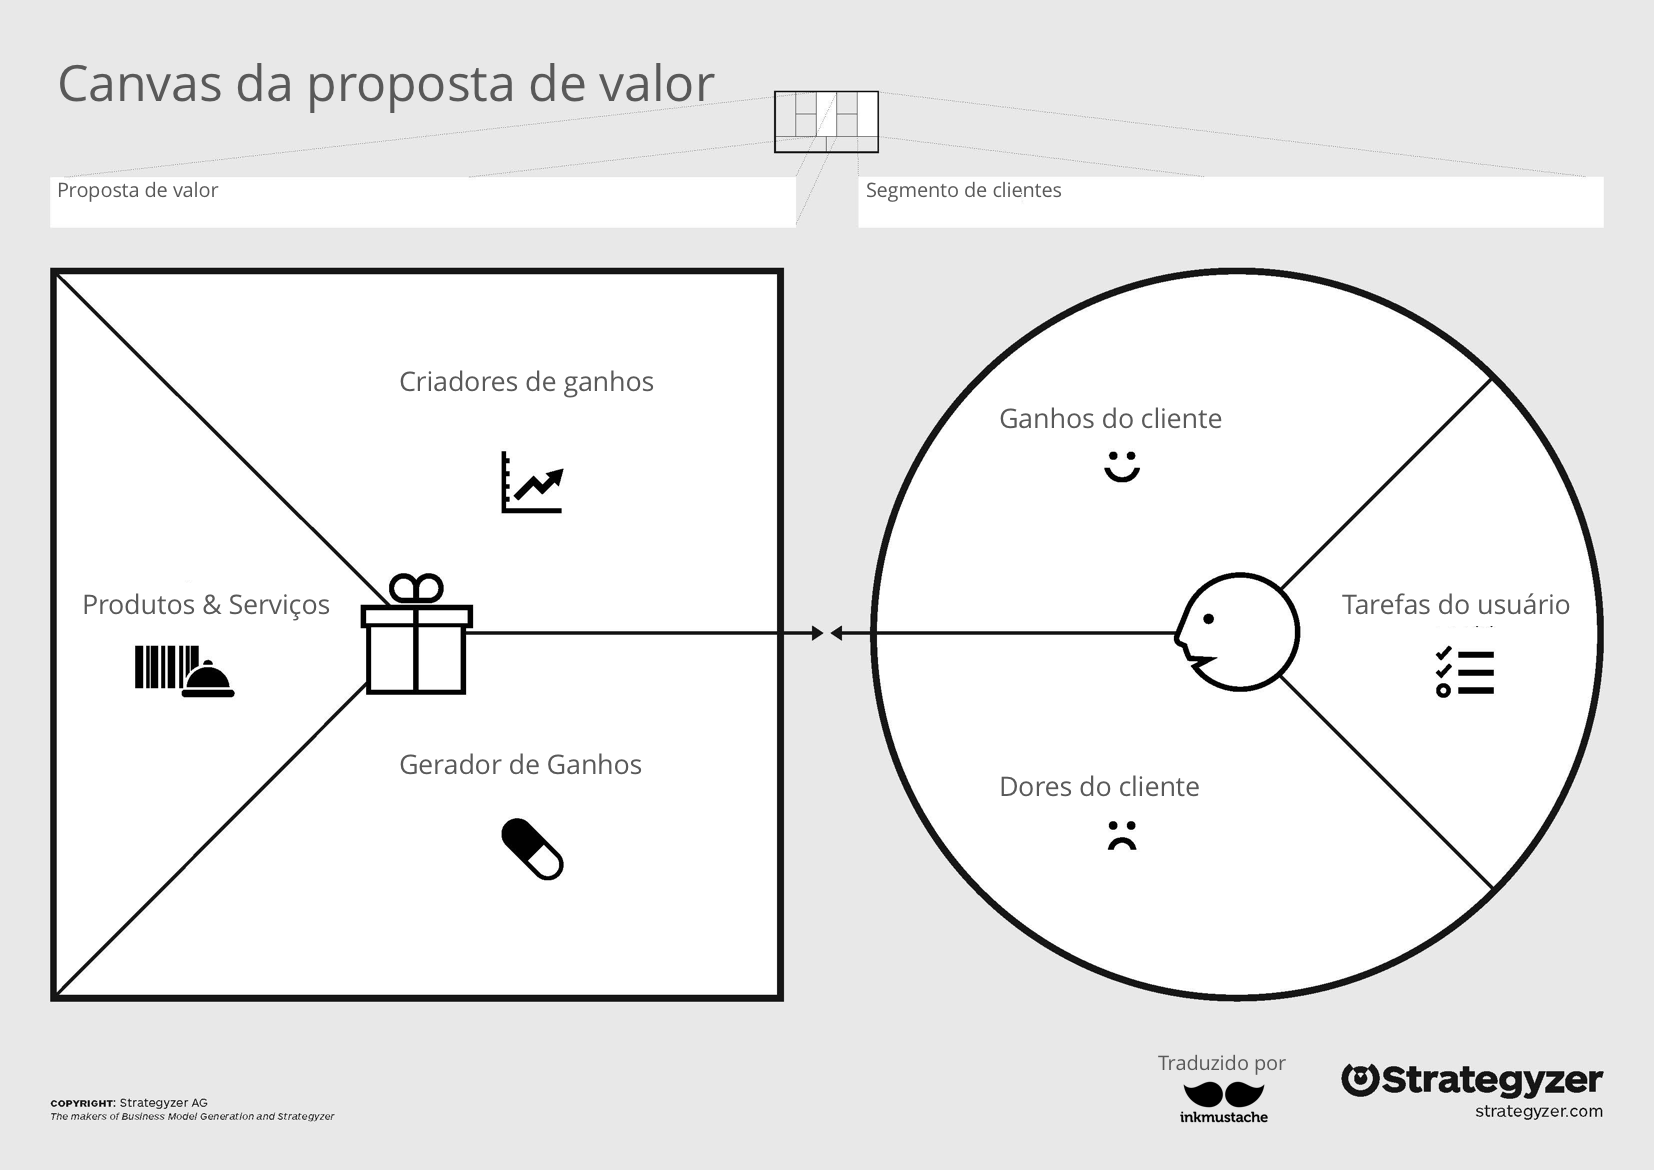 Canvas da proposta de valor
Proposta de valor
Segmento de clientes
Criadores de ganhos
Ganhos do cliente
Produtos & Serviços
Tarefas do usuário
Gerador de Ganhos
Dores do cliente
Traduzido por
inkmustache
Strategyzer
strategyzer.com
COPYRIGHT: Strategyzer AG
The makers of Business Model Generation and Strategyzer